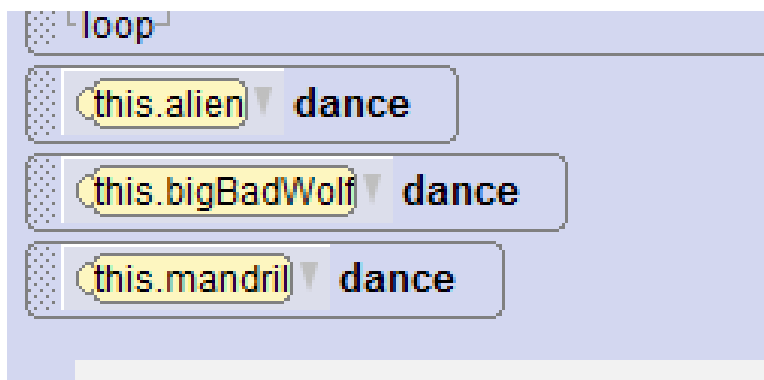 loop
this.alien dance
this.bigBadWolf dance
this.mandril dance